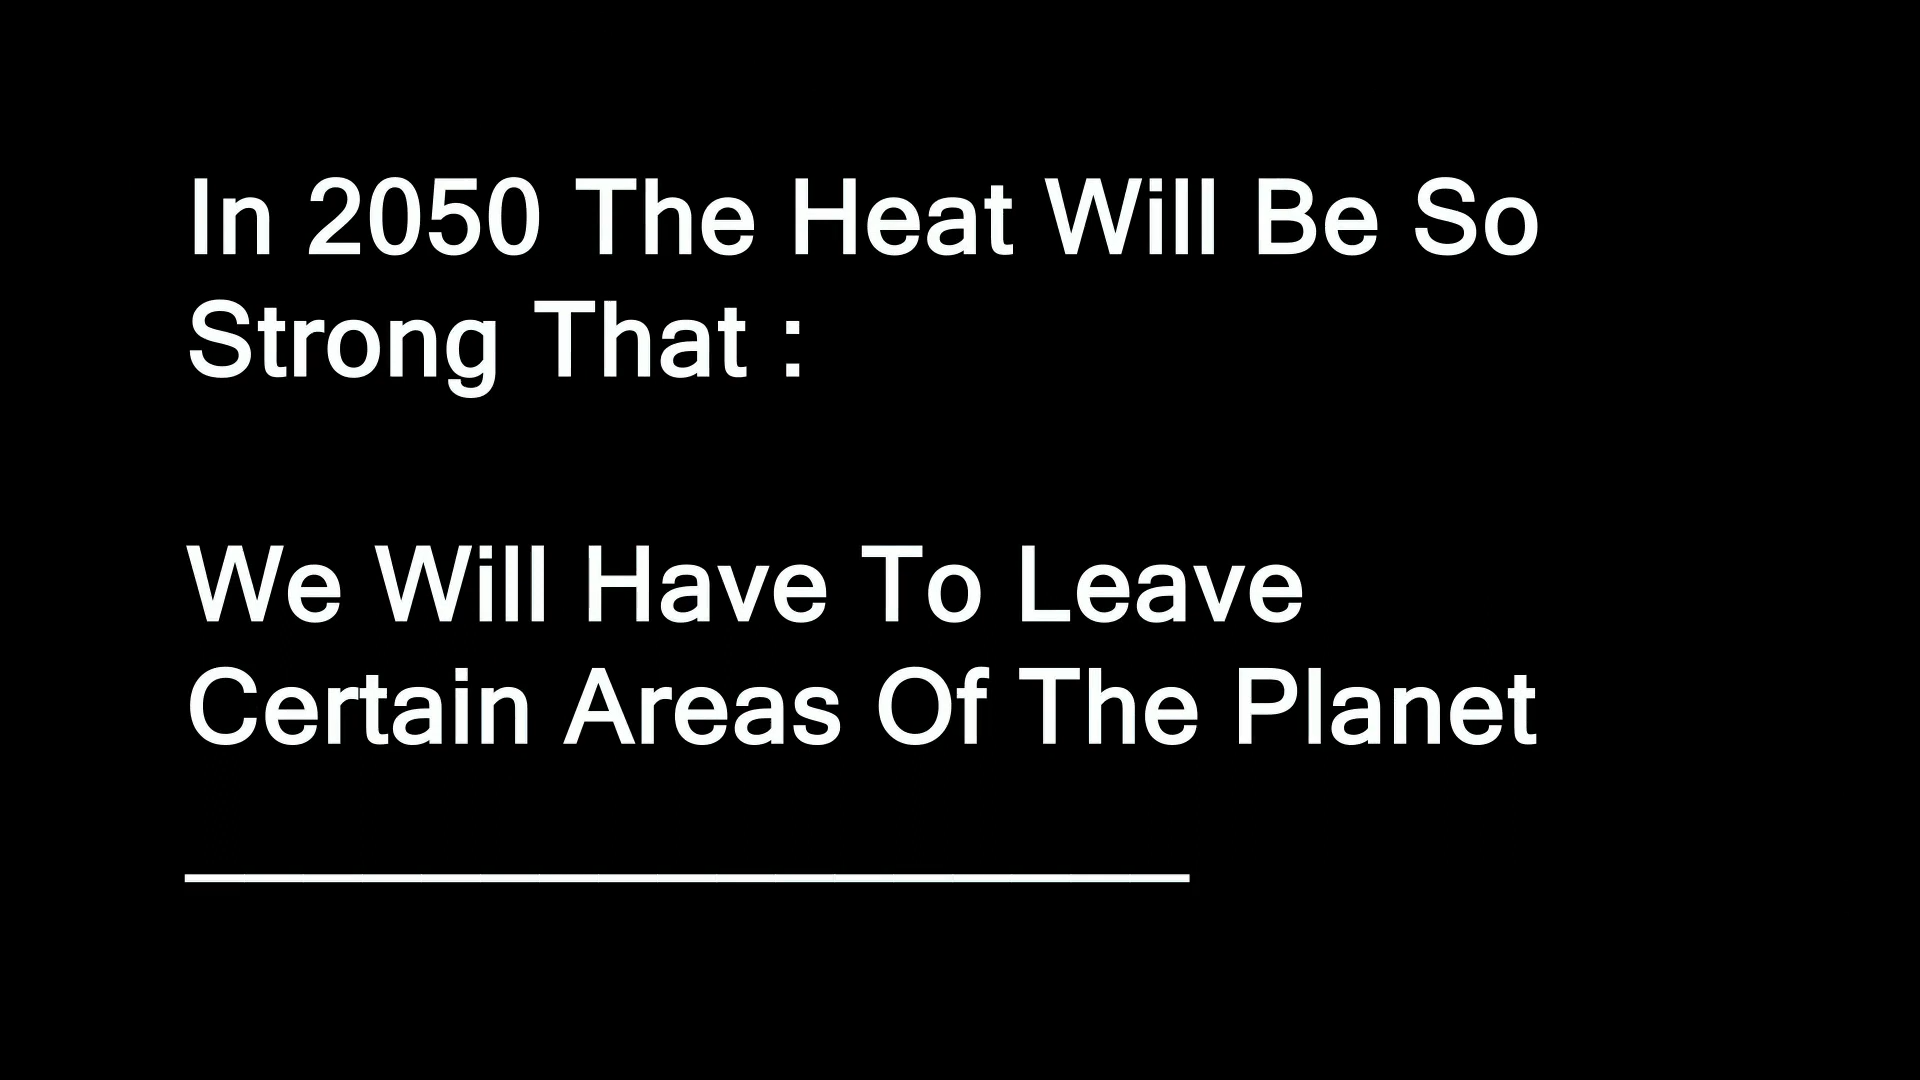 In 2050 The Heat Will Be So
Strong That :
We Will Have To Leave
Certain Areas Of The Planet
_________________